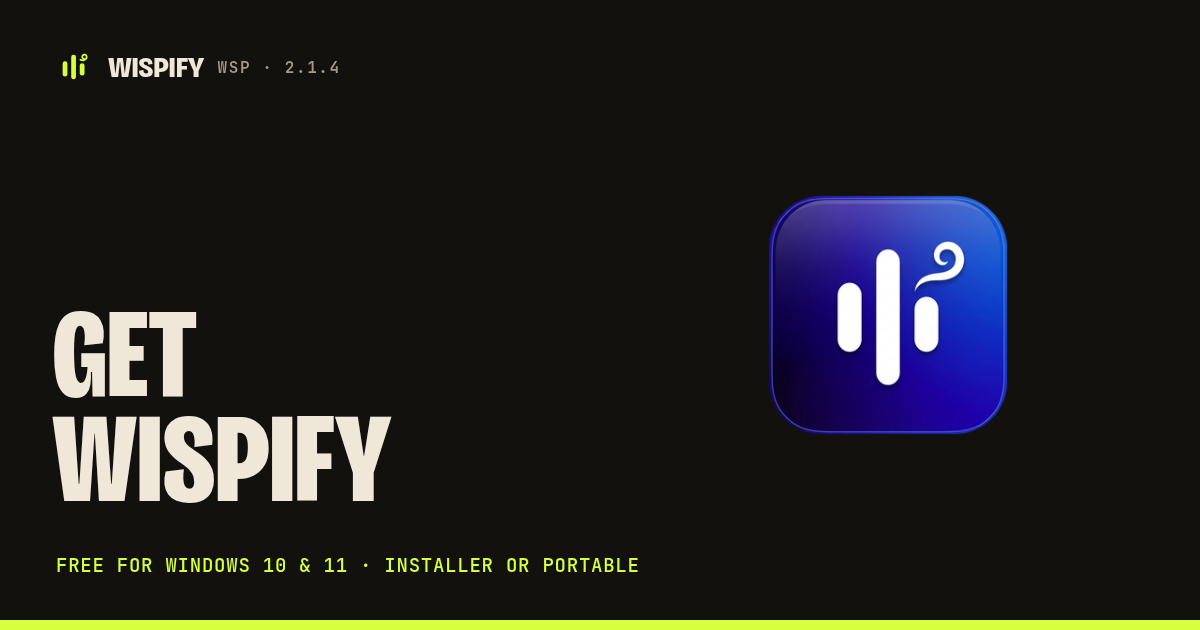 WISPIFY WSP · 2.1.4
GET
WISPIFY
FREE FOR WINDOWS 10 & 11 · INSTALLER OR PORTABLE